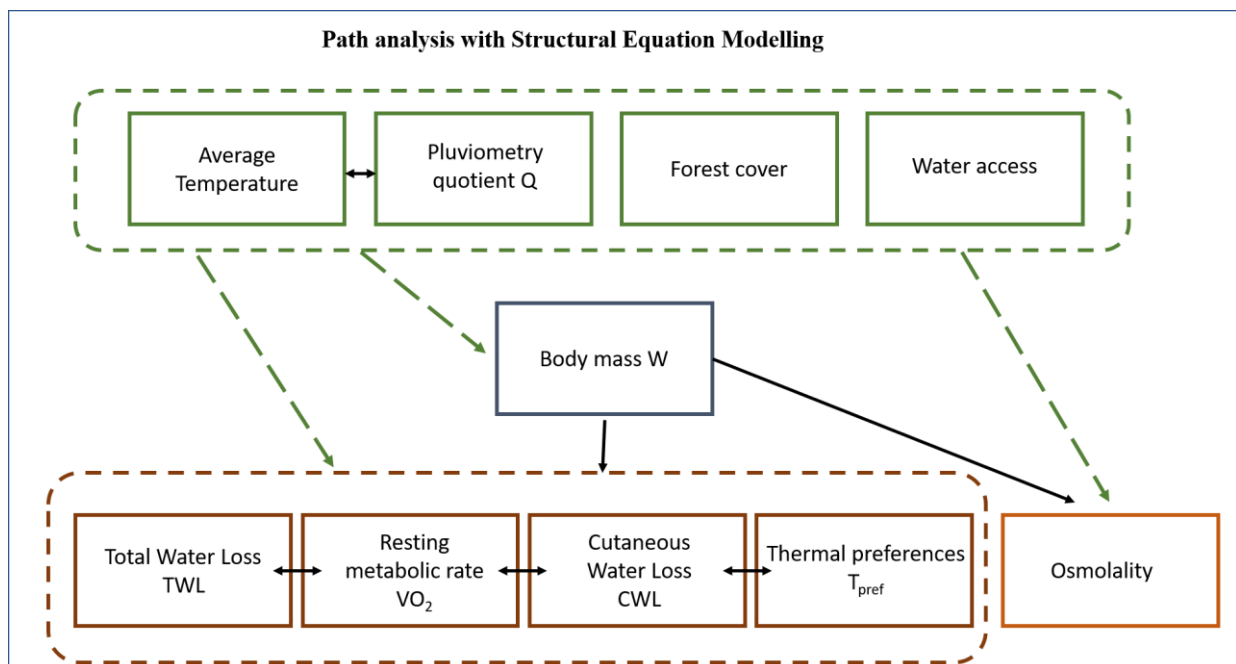 Path analysis with Structural Equation Modelling
Average
Temperature
Pluviometry
quotient Q
Forest cover
Water access
Body mass W
Total Water Loss
TWL
Resting
metabolic rate
VO₂
Cutaneous
Water Loss
CWL
Thermal preferences
Tpref
Osmolality